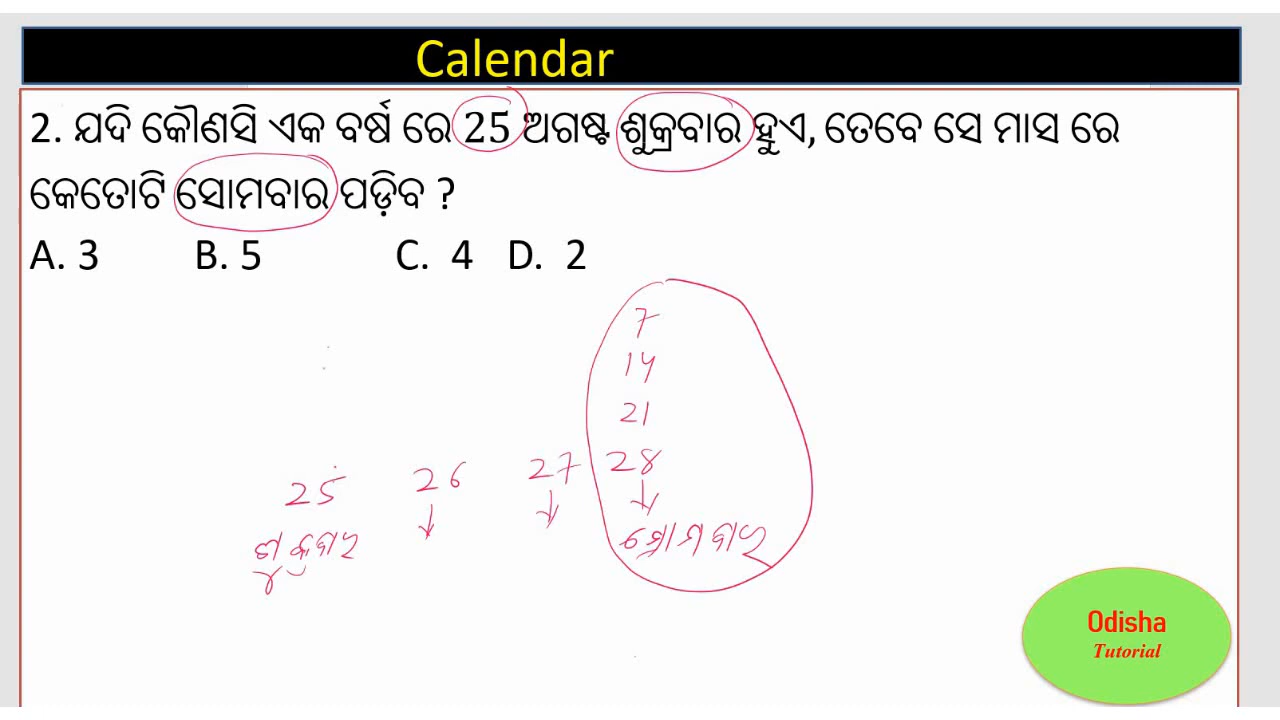 Calendar
2. ଯଦି କୌଣସି ଏକ ବର୍ଷ ରେ 25 ଅଗଷ୍ଟ ଶୁକ୍ରବାର ହୁଏ, ତେବେ ସେ ମାସ ରେ
କେତୋଟି ସୋମବାର ପଡ଼ିବ ?
A. 3 B. 5 C. 4 D. 2
7
14
21
25 26 27 28
ଶୁକ୍ରବାର ସୋମବାର
Odisha
Tutorial